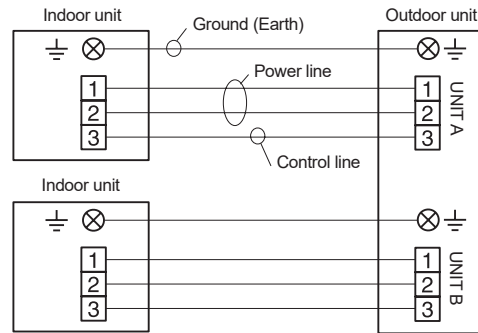 Indoor unit
Outdoor unit
Ground (Earth)
Power line
1
2
3
1
2
3
UNIT A
Control line
Indoor unit
1
2
3
1
2
3
UNIT B